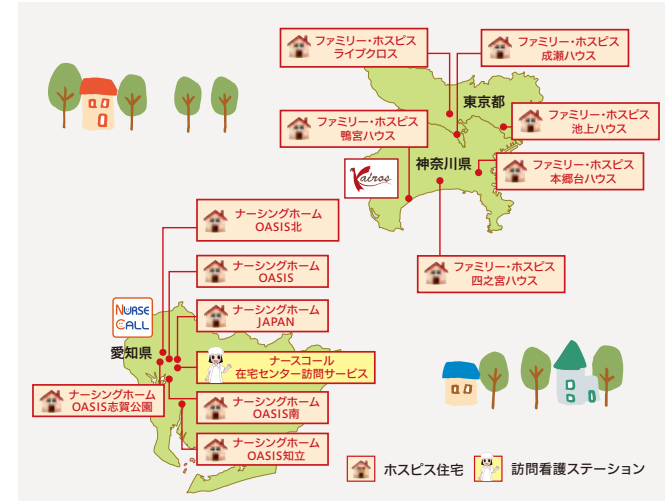 ファミリー・ホスピス
ライブクロス
ファミリー・ホスピス
成瀬ハウス
東京都
ファミリー・ホスピス
鴨宮ハウス
ファミリー・ホスピス
池上ハウス
神奈川県
Kairos
ファミリー・ホスピス
本郷台ハウス
ファミリー・ホスピス
四之宮ハウス
ナーシングホーム
OASIS北
ナーシングホーム
OASIS
NURSE
CALL
ナーシングホーム
JAPAN
愛知県
ナースコール
在宅センター訪問サービス
ナーシングホーム
OASIS志賀公園
ナーシングホーム
OASIS南
ナーシングホーム
OASIS知立
ホスピス住宅
訪問看護ステーション